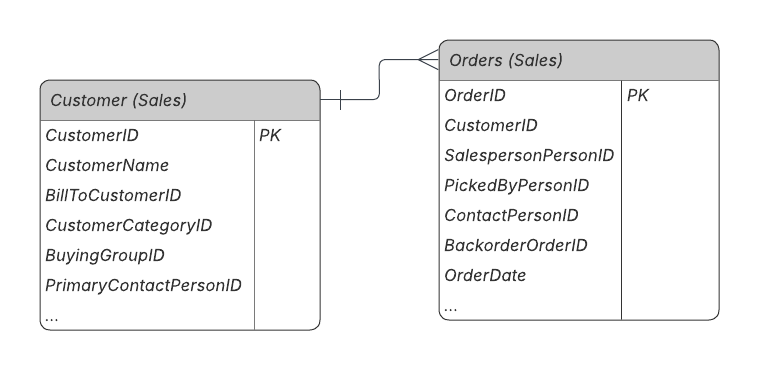 Customer (Sales)
CustomerID PK
CustomerName
BillToCustomerID
CustomerCategoryID
BuyingGroupID
PrimaryContactPersonID
...
Orders (Sales)
OrderID PK
CustomerID
SalespersonPersonID
PickedByPersonID
ContactPersonID
BackorderOrderID
OrderDate
...